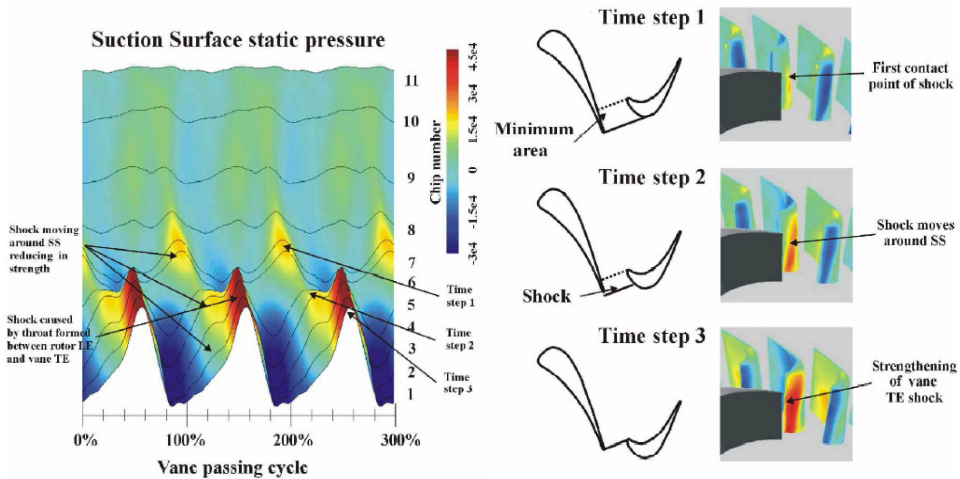 Suction Surface static pressure
11
10
9
8
7
6
5
4
3
2
1
Chip number
4.5e4
3e4
1.5e4
0
-1.5e4
-3e4
Shock moving
around SS
reducing in
strength
Shock caused
by throat formed
between rotor LE
and vane TE
Time
step 1
Time
step 2
Time
step 3
0%
100%
200%
300%
Vane passing cycle
Time step 1
Minimum
area
First contact
point of shock
Time step 2
Shock
Shock moves
around SS
Time step 3
Strengthening
of vane
TE shock